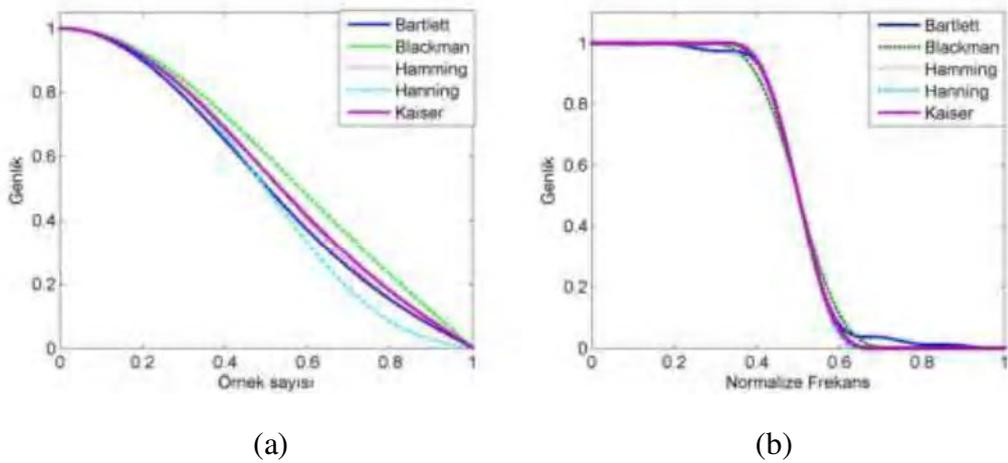 Bartlett
Blackman
Hamming
Hanning
Kaiser
1
0.8
0.6
0.4
0.2
0
Genlik
0
0.2
0.4
0.6
0.8
1
Örnek sayısı
(a)
Bartlett
Blackman
Hamming
Hanning
Kaiser
1
0.8
0.6
0.4
0.2
0
Genlik
0
0.2
0.4
0.6
0.8
1
Normalize Frekans
(b)